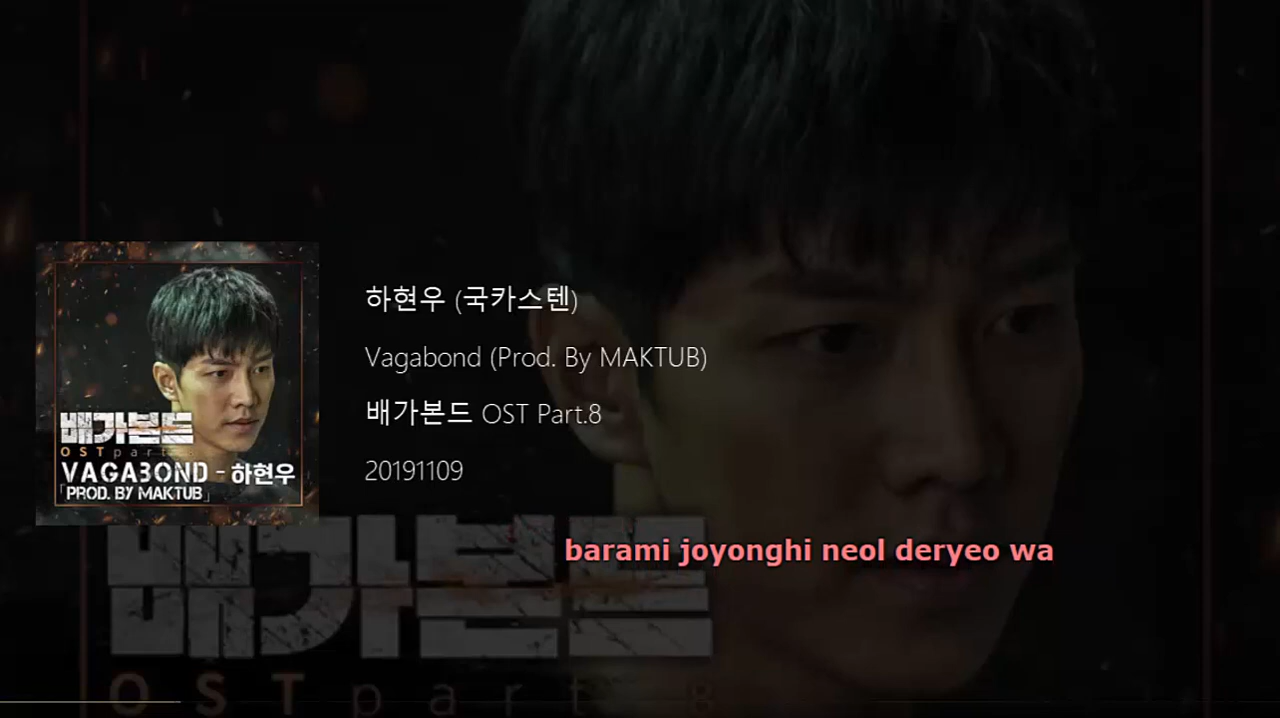 하현우 (국카스텐)
Vagabond (Prod. By MAKTUB)
배가본드 OST Part.8
20191109
배가본드
OST part 8
VAGABOND - 하현우
「PROD. BY MAKTUB」
barami joyonghi neol deryeo wa
배가본드
OST part 8